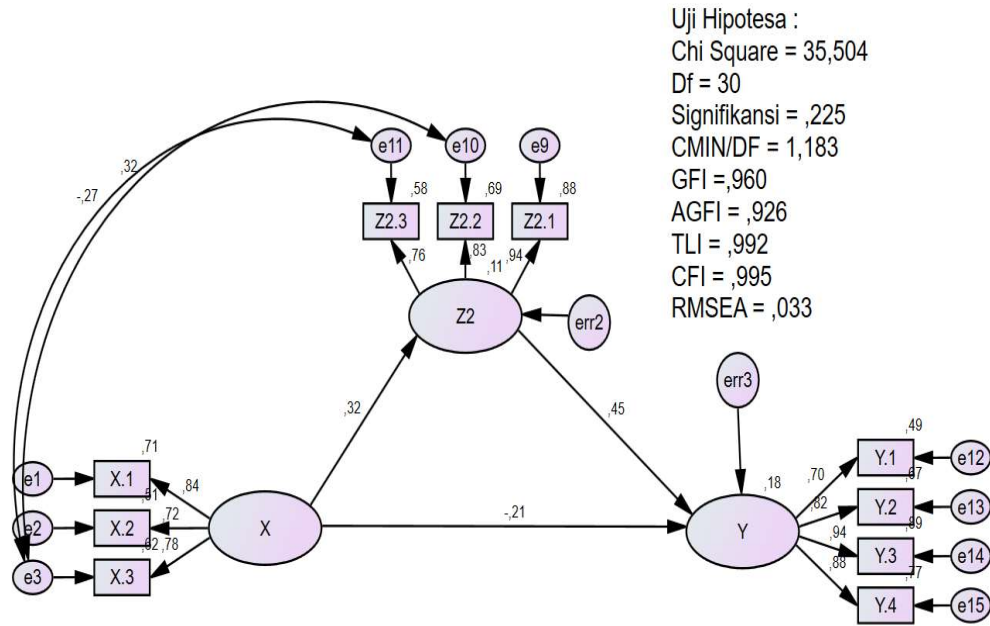 Uji Hipotesa :
Chi Square = 35,504
Df = 30
Signifikansi = ,225
CMIN/DF = 1,183
GFI =,960
AGFI = ,926
TLI = ,992
CFI = ,995
RMSEA = ,033
e11
e10
e9
,32
-,27
,58
,69
,88
Z2.3
Z2.2
Z2.1
,76
,83
,94
,11
Z2
err2
err3
,32
,45
,71
e1
X.1
,84
,51
e2
X.2
,72
X
-,21
,62
,78
e3
X.3
,18
Y
,49
,70
Y.1
e12
,67
,82
Y.2
e13
,89
,94
Y.3
e14
,77
,88
Y.4
e15